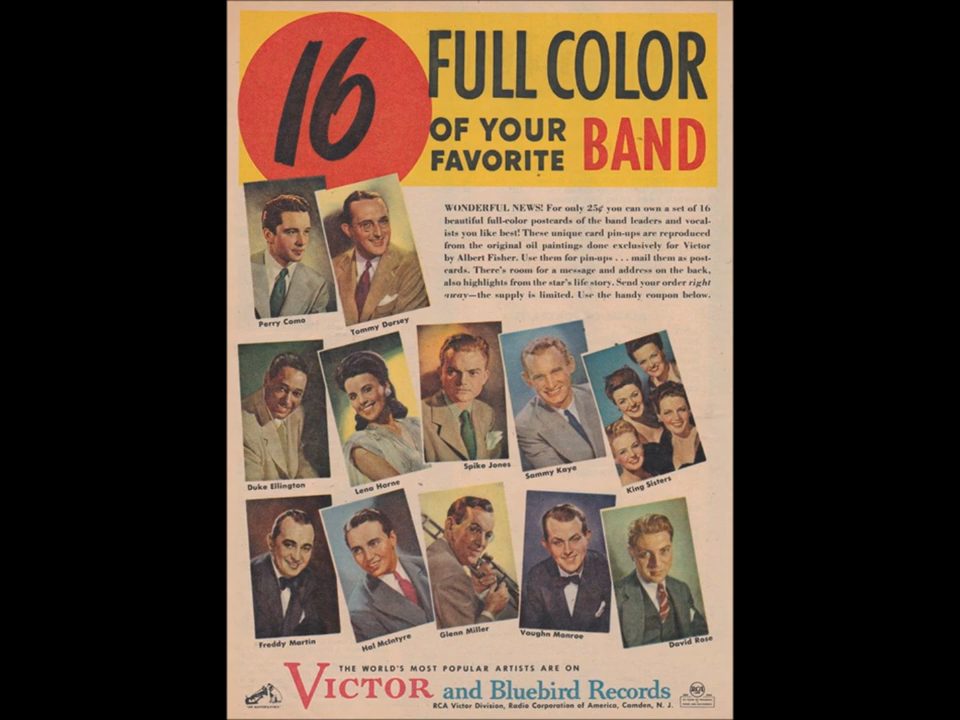 16
FULL COLOR
OF YOUR
FAVORITE BAND
WONDERFUL NEWS! For only 25¢ you can own a set of 16
beautiful full-color postcards of the band leaders and vocal-
ists you like best! These unique card pin-ups are reproduced
from the original oil paintings done exclusively for Victor
by Albert Fisher. Use them for pin-ups . . . mail them as post-
cards. There's room for a message and address on the back,
also highlights from the star's life story. Send your order right
away—the supply is limited. Use the handy coupon below.
Perry Como
Tommy Dorsey
Duke Ellington
Lena Horne
Spike Jones
Sammy Kaye
King Sisters
Freddy Martin
Hal McIntyre
Glenn Miller
Vaughn Monroe
David Rose
THE WORLD'S MOST POPULAR ARTISTS ARE ON
VICTOR and Bluebird Records
RCA Victor Division, Radio Corporation of America, Camden, N. J.
RCA